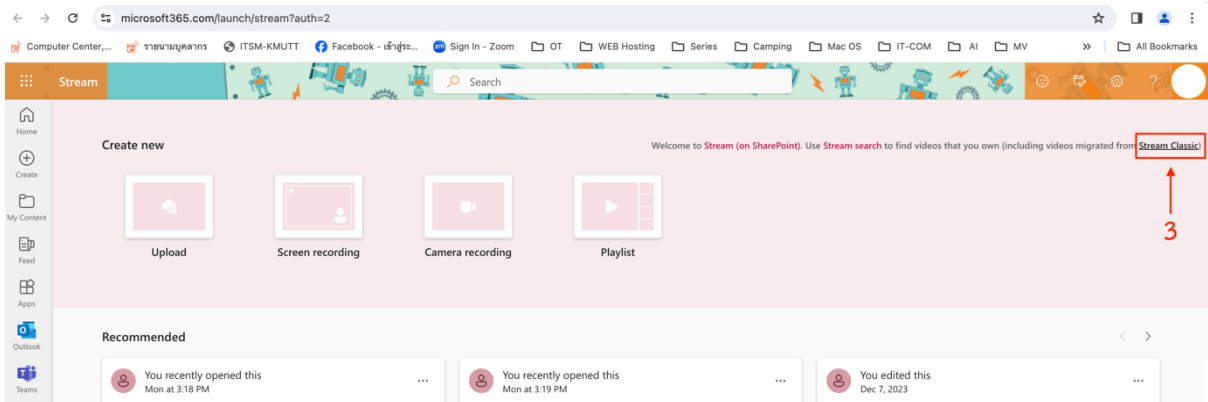 microsoft365.com/launch/stream?auth=2
Computer Center,... รายนามบุคลากร ITSM-KMUTT Facebook - เข้าสู่ระ... Sign In - Zoom OT WEB Hosting Series Camping Mac OS IT-COM AI MV » All Bookmarks
Stream Search ?
Home
Create new
Welcome to Stream (on SharePoint). Use Stream search to find videos that you own (including videos migrated from Stream Classic)
Create
My Content
3
Feed
Upload Screen recording Camera recording Playlist
Apps
Recommended
Outlook
You recently opened this
Mon at 3:18 PM
You recently opened this
Mon at 3:19 PM
You edited this
Dec 7, 2023
Teams